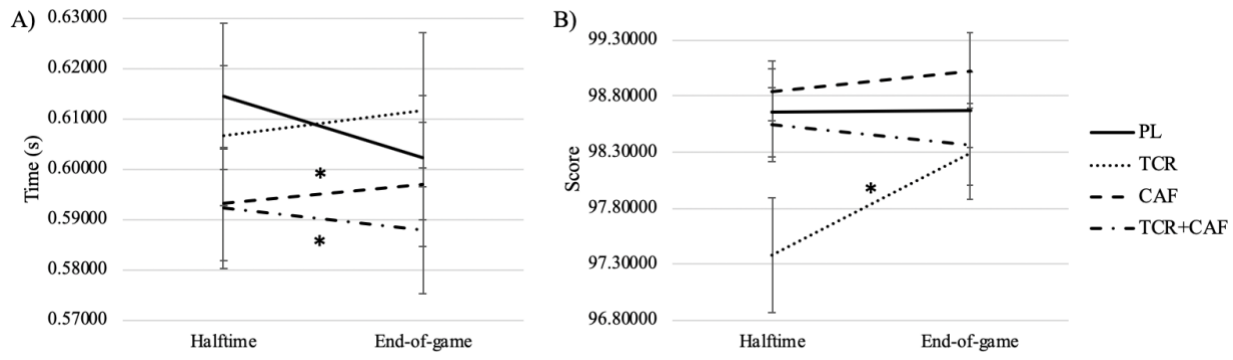 A)
Time (s)
0.63000
0.62000
0.61000
0.60000
0.59000
0.58000
0.57000
*
*
Halftime
End-of-game
B)
Score
99.30000
98.80000
98.30000
97.80000
97.30000
96.80000
*
Halftime
End-of-game
PL
TCR
CAF
TCR+CAF